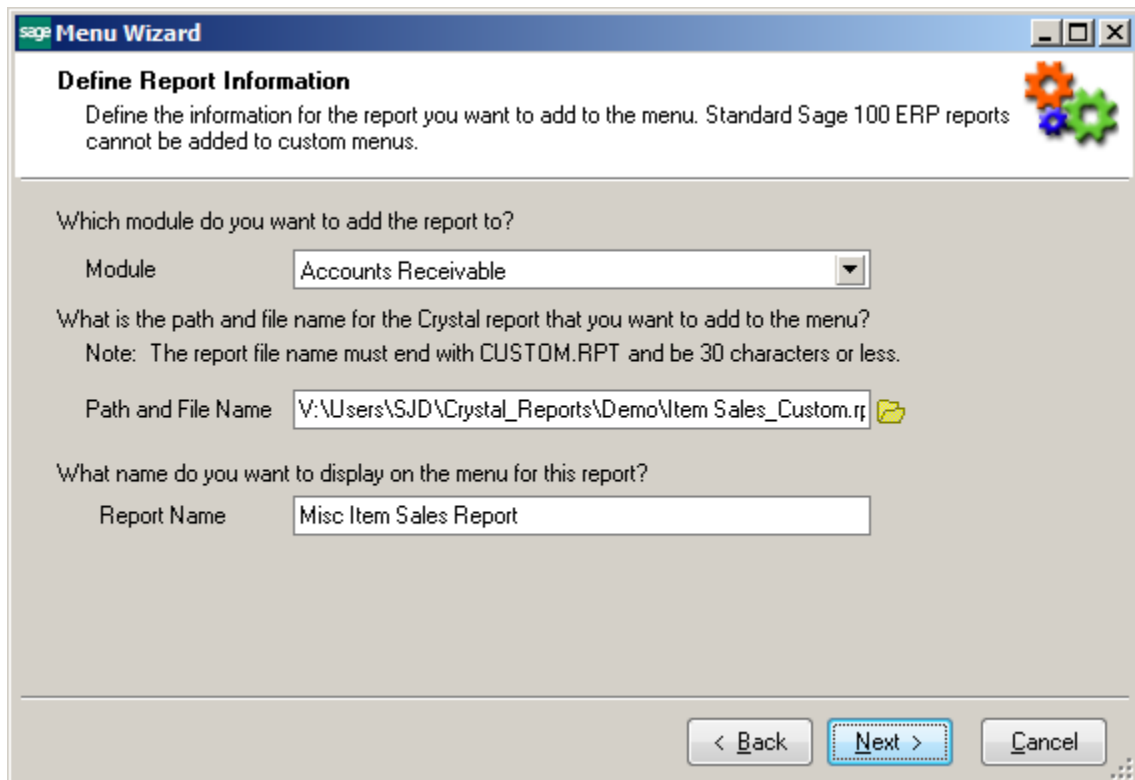 sage Menu Wizard
Define Report Information
Define the information for the report you want to add to the menu. Standard Sage 100 ERP reports
cannot be added to custom menus.
Which module do you want to add the report to?
Module Accounts Receivable
What is the path and file name for the Crystal report that you want to add to the menu?
Note: The report file name must end with CUSTOM.RPT and be 30 characters or less.
Path and File Name V:\Users\SJD\Crystal_Reports\Demo\Item Sales_Custom.rp
What name do you want to display on the menu for this report?
Report Name Misc Item Sales Report
< Back Next > Cancel